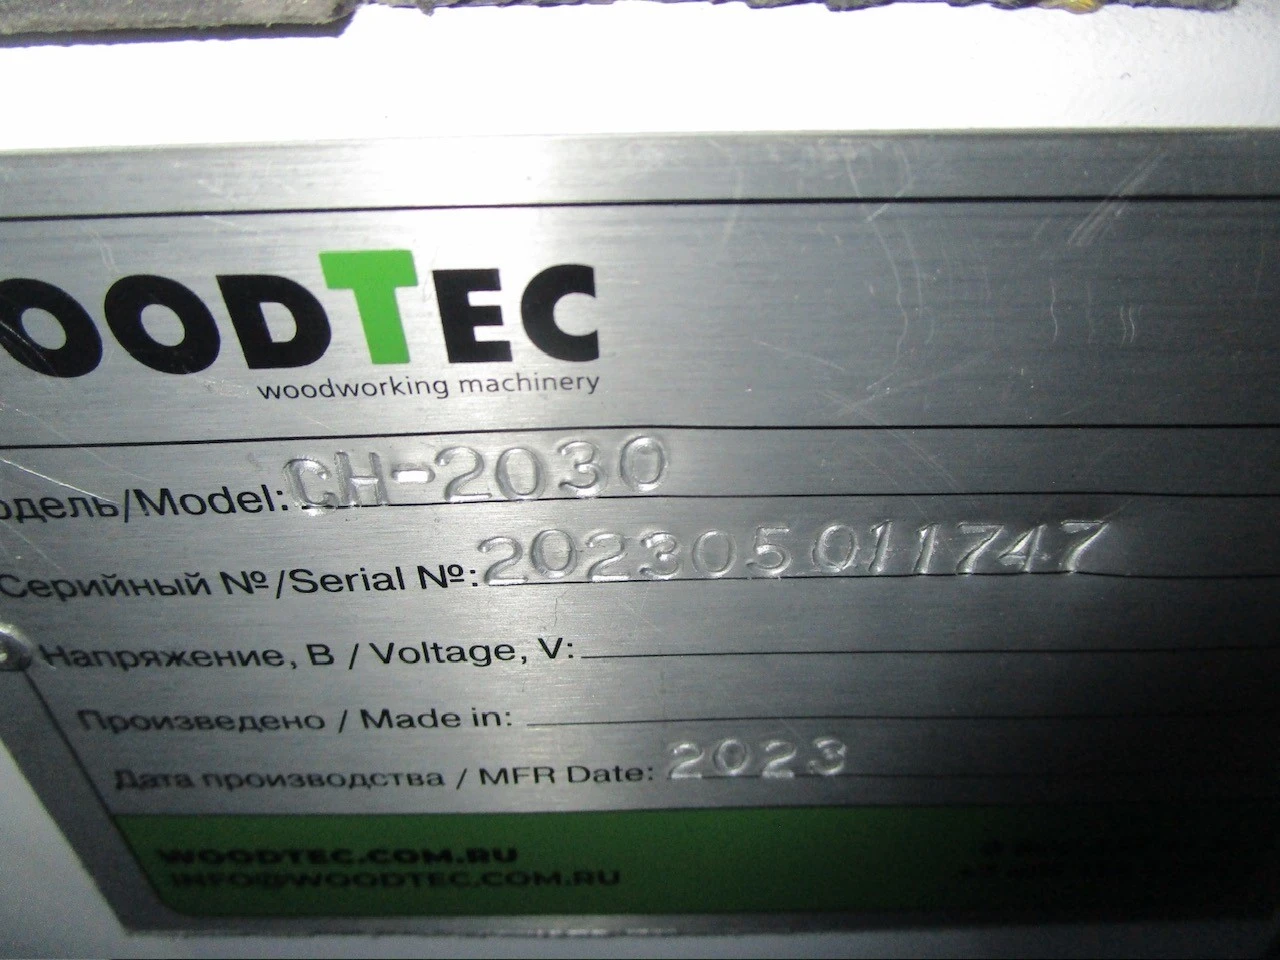 OODTEC
woodworking machinery
одель/Model: CH-2030
Серийный №/Serial №: 202305011747
Напряжение, В / Voltage, V:
Произведено / Made in:
Дата производства / MFR Date: 2023
WOODTEC.COM.RU
INFO@WOODTEC.COM.RU